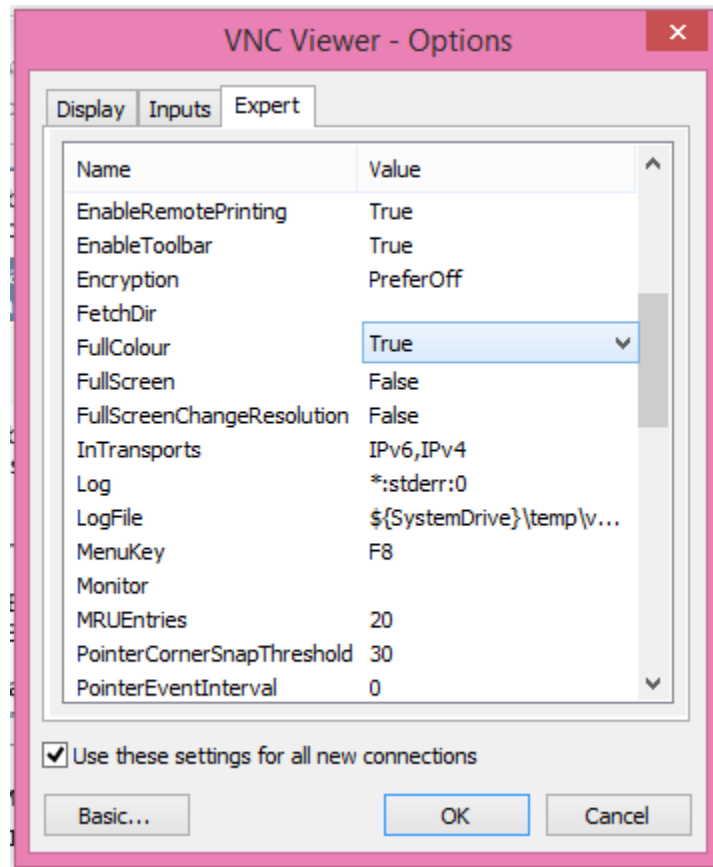 VNC Viewer - Options
Display Inputs Expert
Name Value
EnableRemotePrinting True
EnableToolbar True
Encryption PreferOff
FetchDir
FullColour True
FullScreen False
FullScreenChangeResolution False
InTransports IPv6,IPv4
Log *:stderr:0
LogFile ${SystemDrive}\temp\v...
MenuKey F8
Monitor
MRUEntries 20
PointerCornerSnapThreshold 30
PointerEventInterval 0
Use these settings for all new connections
Basic... OK Cancel